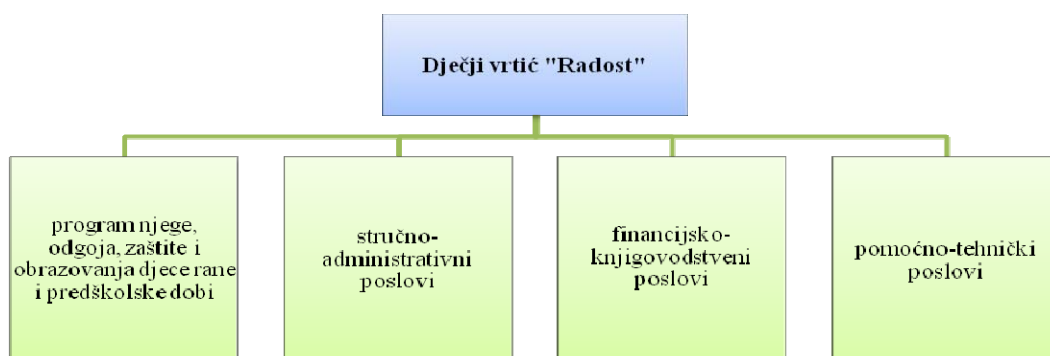 Dječji vrtić "Radost"
program njege,
odgoja, zaštite i
obrazovanja djece rane
i predškolske dobi
stručno-
administrativni
poslovi
financijsko-
knjigovodstveni
poslovi
pomoćno-tehnički
poslovi